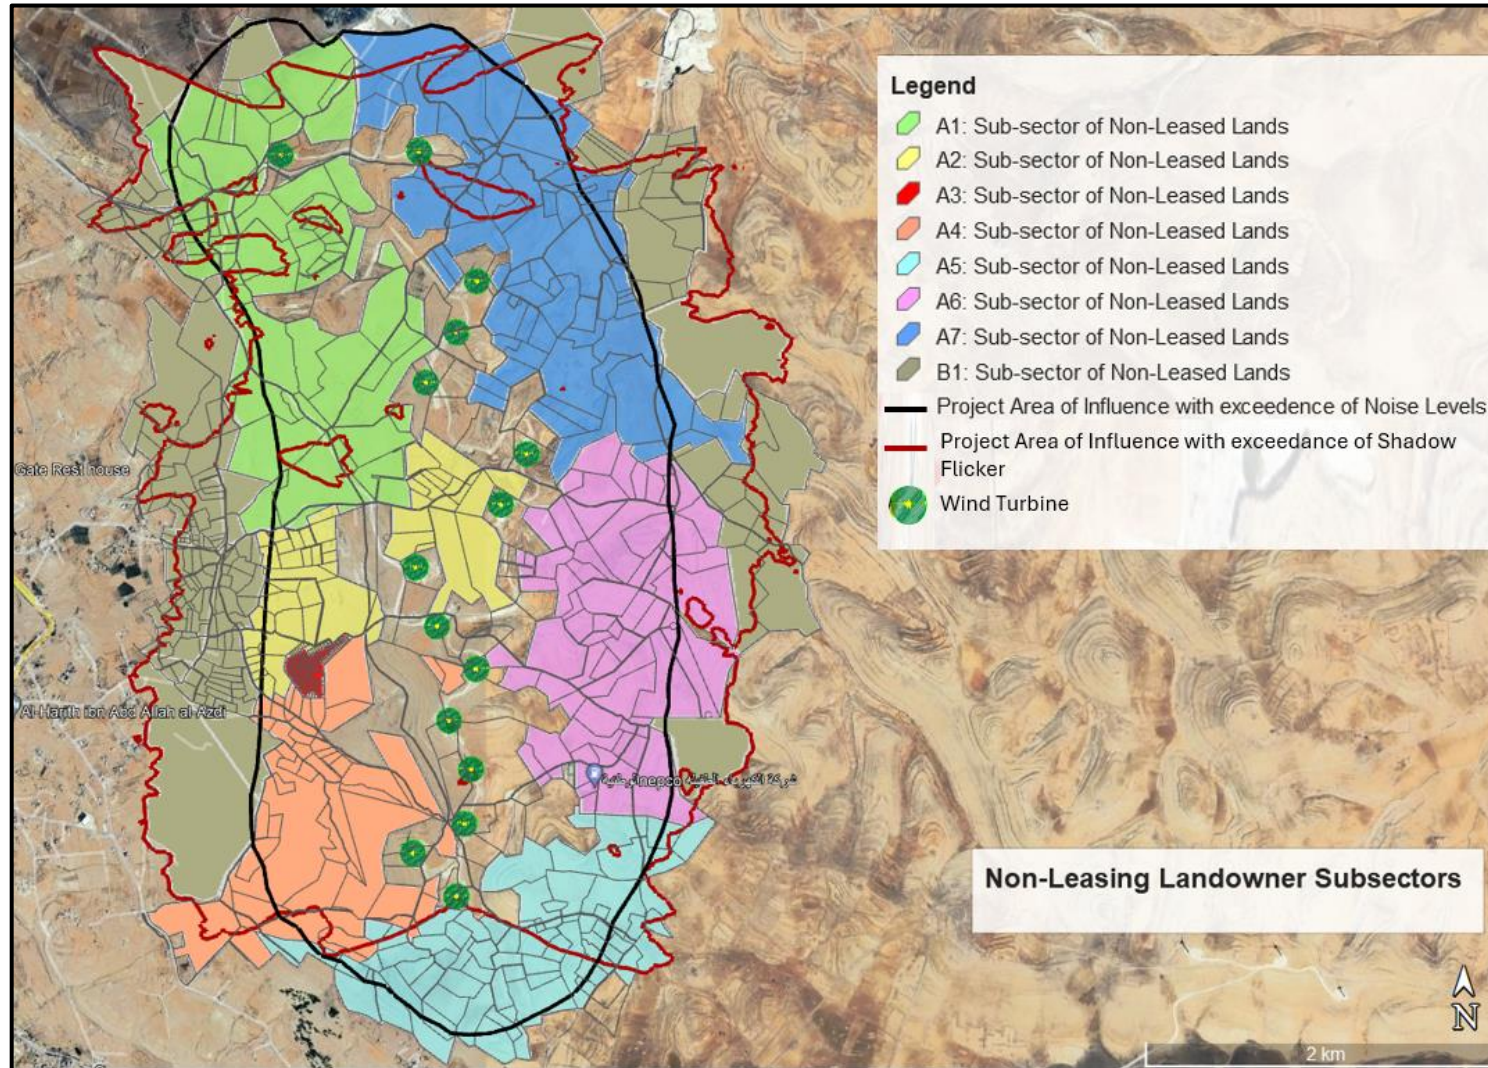 Legend
A1: Sub-sector of Non-Leased Lands
A2: Sub-sector of Non-Leased Lands
A3: Sub-sector of Non-Leased Lands
A4: Sub-sector of Non-Leased Lands
A5: Sub-sector of Non-Leased Lands
A6: Sub-sector of Non-Leased Lands
A7: Sub-sector of Non-Leased Lands
B1: Sub-sector of Non-Leased Lands
Project Area of Influence with exceedence of Noise Levels
Project Area of Influence with exceedance of Shadow
Flicker
Wind Turbine
Gate Rest house
Al-Harith ibn Abd Allah al-Azdi
nepco شركة الكهرباء الوطنية
Non-Leasing Landowner Subsectors
N
2 km